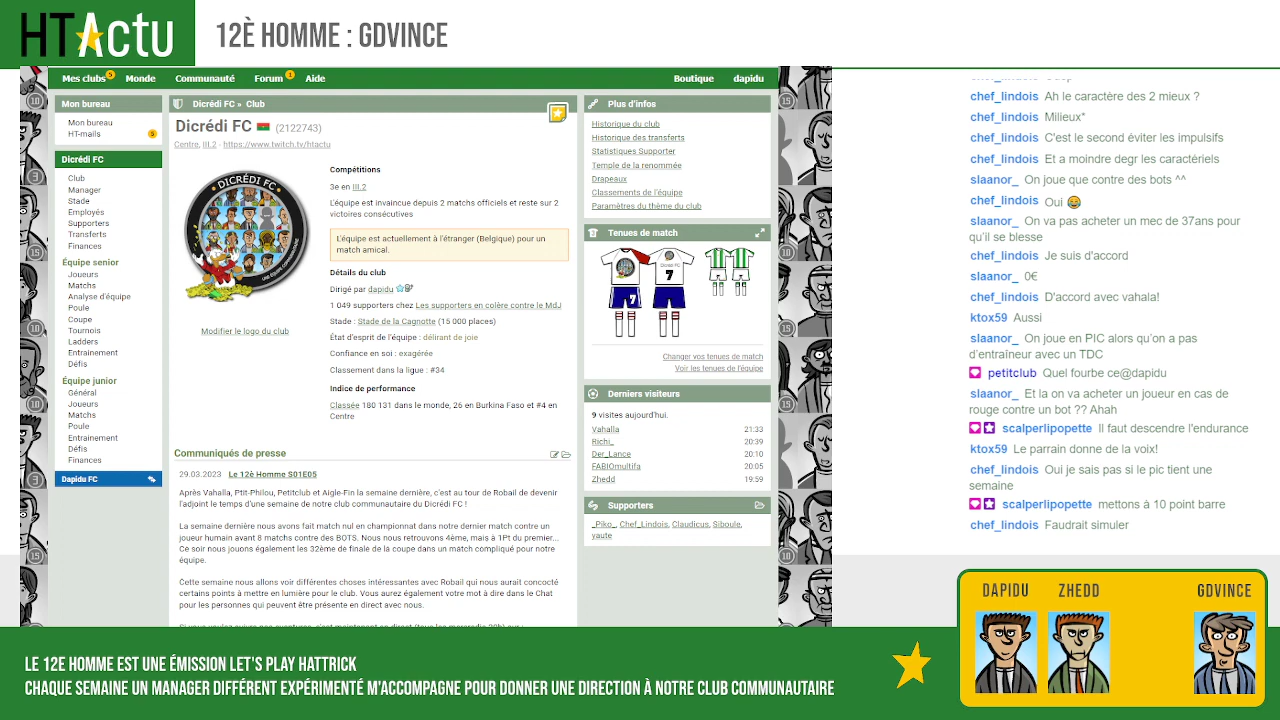 HTActu
12È HOMME : GDVINCE
Mes clubs 5 Monde Communauté Forum 1 Aide Boutique dapidu
Mon bureau
Mon bureau
HT-mails 5
Dicrédi FC
Club
Manager
Stade
Employés
Supporters
Transferts
Finances
Équipe senior
Joueurs
Matchs
Analyse d'équipe
Poule
Coupe
Tournois
Ladders
Entrainement
Défis
Équipe junior
Général
Joueurs
Matchs
Poule
Entrainement
Défis
Finances
Dapidu FC
Dicrédi FC » Club
Dicrédi FC (2122743)
Centre, III.2 - https://www.twitch.tv/htactu
DICRÉDI FC
Modifier le logo du club
Compétitions
3e en III.2
L'équipe est invaincue depuis 2 matchs officiels et reste sur 2
victoires consécutives
L'équipe est actuellement à l'étranger (Belgique) pour un
match amical.
Détails du club
Dirigé par dapidu
1 049 supporters chez Les supporters en colère contre le MdJ
Stade : Stade de la Cagnotte (15 000 places)
État d'esprit de l'équipe : délirant de joie
Confiance en soi : exagérée
Classement dans la ligue : #34
Indice de performance
Classée 180 131 dans le monde, 26 en Burkina Faso et #4 en
Centre
Communiqués de presse
29.03.2023 Le 12è Homme S01E05
Après Vahalla, Ptit-Philou, Petitclub et Aigle-Fin la semaine dernière, c'est au tour de Robail de devenir
l'adjoint le temps d'une semaine de notre club communautaire du Dicrédi FC !
La semaine dernière nous avons fait match nul en championnat dans notre dernier match contre un
joueur humain avant 8 matchs contre des BOTS. Nous nous retrouvons 4ème, mais à 1Pt du premier...
Ce soir nous jouons également les 32ème de finale de la coupe dans un match compliqué pour notre
équipe.
Cette semaine nous allons voir différentes choses intéressantes avec Robail qui nous aurait concocté
certains points à mettre en lumière pour le club. Vous aurez également votre mot à dire dans le Chat
pour les personnes qui peuvent être présente en direct avec nous.
Plus d'infos
Historique du club
Historique des transferts
Statistiques Supporter
Temple de la renommée
Drapeaux
Classements de l'équipe
Paramètres du thème du club
Tenues de match
7
Dicrédi FC
7
Changer vos tenues de match
Voir les tenues de l'équipe
Derniers visiteurs
9 visites aujourd'hui.
Vahalla 21:33
Richi_ 20:39
Der_Lance 20:10
FABIOmultifa 20:05
Zhedd 19:59
Supporters
_Piko_, Chef_Lindois, Claudicus, Siboule,
yaute
chef_lindois Ah le caractère des 2 mieux ?
chef_lindois Milieux*
chef_lindois C'est le second éviter les impulsifs
chef_lindois Et a moindre degr les caractériels
slaanor_ On joue que contre des bots ^^
chef_lindois Oui 😂
slaanor_ On va pas acheter un mec de 37ans pour
qu'il se blesse
chef_lindois Je suis d'accord
slaanor_ 0€
chef_lindois D'accord avec vahala!
ktox59 Aussi
slaanor_ On joue en PIC alors qu'on a pas
d'entraîneur avec un TDC
petitclub Quel fourbe ce@dapidu
slaanor_ Et la on va acheter un joueur en cas de
rouge contre un bot ?? Ahah
scalperlipopette Il faut descendre l'endurance
ktox59 Le parrain donne de la voix!
chef_lindois Oui je sais pas si le pic tient une
semaine
scalperlipopette mettons à 10 point barre
chef_lindois Faudrait simuler
DAPIDU ZHEDD GDVINCE
LE 12E HOMME EST UNE ÉMISSION LET'S PLAY HATTRICK
CHAQUE SEMAINE UN MANAGER DIFFÉRENT EXPÉRIMENTÉ M'ACCOMPAGNE POUR DONNER UNE DIRECTION À NOTRE CLUB COMMUNAUTAIRE